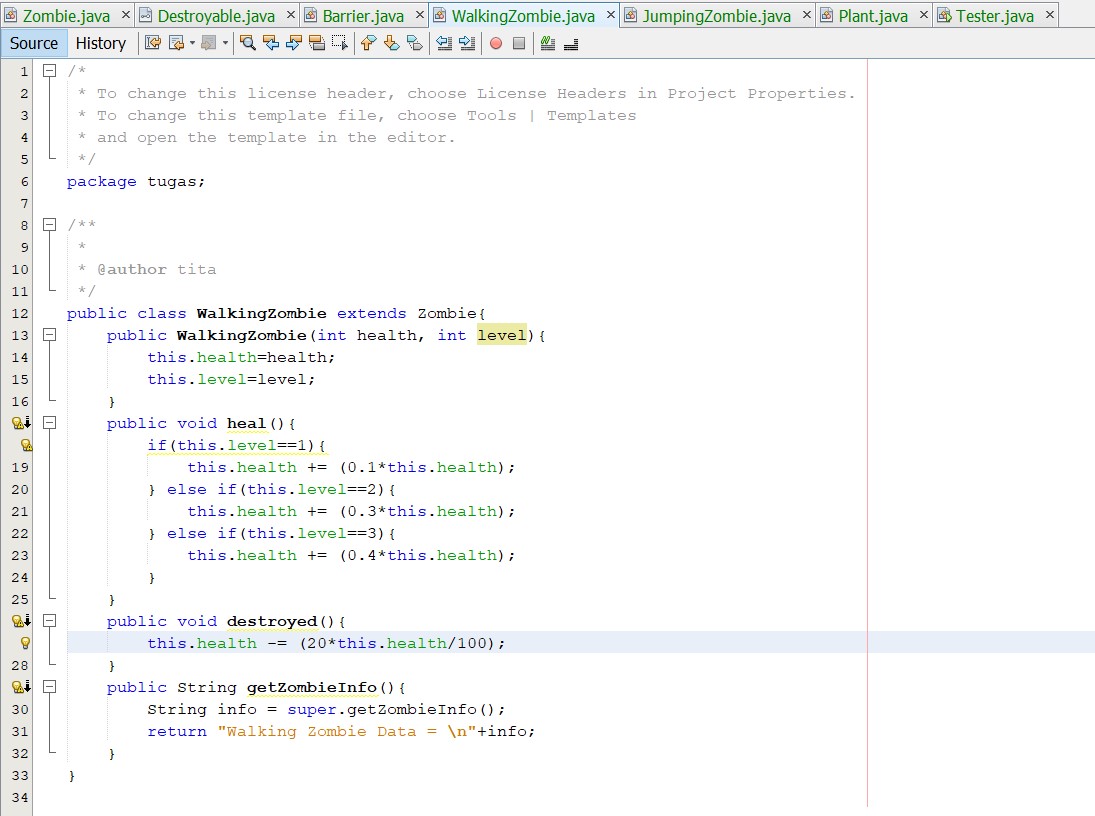 Zombie.java × Destroyable.java × Barrier.java × WalkingZombie.java × JumpingZombie.java × Plant.java × Tester.java ×
Source History
1 /*
2 * To change this license header, choose License Headers in Project Properties.
3 * To change this template file, choose Tools | Templates
4 * and open the template in the editor.
5 */
6 package tugas;
7
8 /**
9 *
10 * @author tita
11 */
12 public class WalkingZombie extends Zombie{
13 public WalkingZombie(int health, int level){
14 this.health=health;
15 this.level=level;
16 }
public void heal(){
if(this.level==1){
19 this.health += (0.1*this.health);
20 } else if(this.level==2){
21 this.health += (0.3*this.health);
22 } else if(this.level==3){
23 this.health += (0.4*this.health);
24 }
25 }
public void destroyed(){
this.health -= (20*this.health/100);
28 }
public String getZombieInfo(){
30 String info = super.getZombieInfo();
31 return "Walking Zombie Data = \n"+info;
32 }
33 }
34